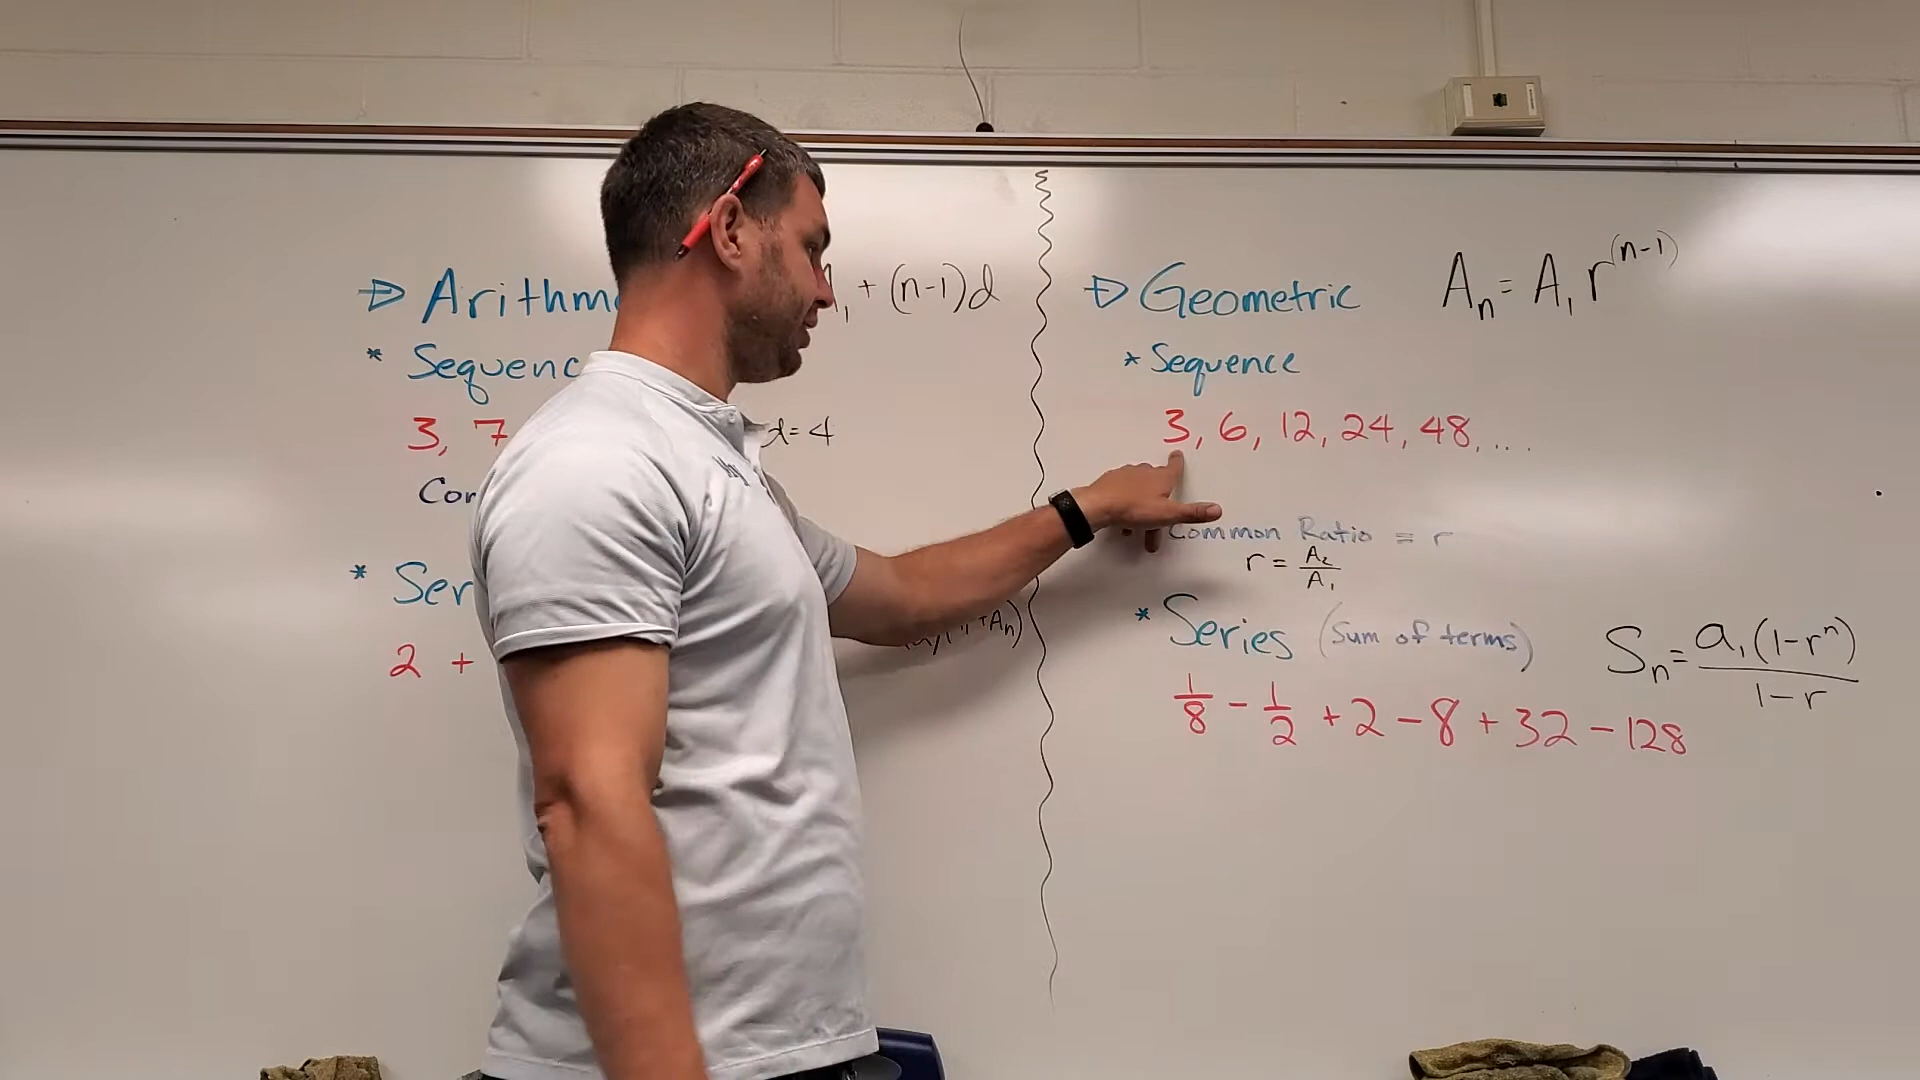 Arithm
A₁ + (n-1)d
* Sequenc
3, 7
d=4
Com
* Ser
+Aₙ)
2 +
Geometric Aₙ = A₁ r⁽ⁿ⁻¹⁾
* Sequence
3, 6, 12, 24, 48, ...
Common Ratio = r
r = A₂/A₁
* Series (Sum of terms) Sₙ = a₁(1-rⁿ)/1-r
1/8 - 1/2 + 2 - 8 + 32 - 128